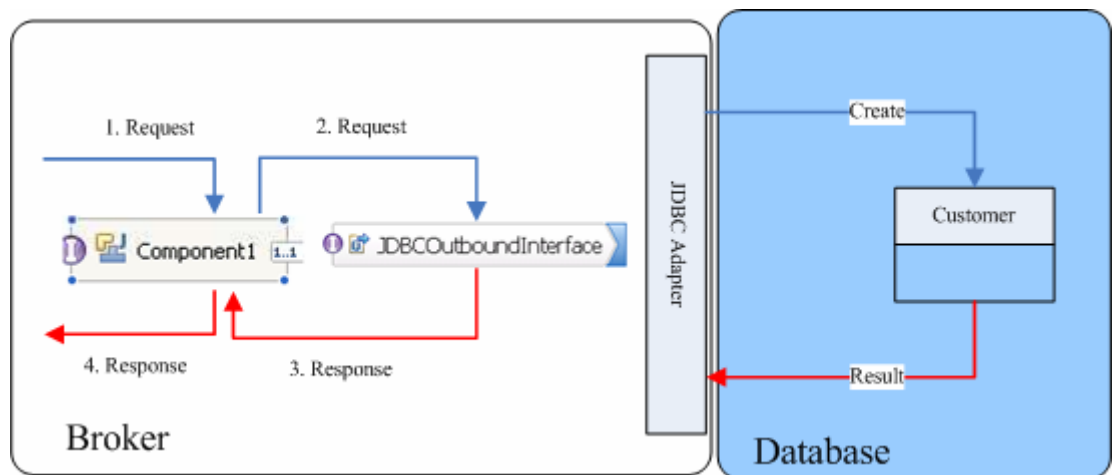 1. Request
2. Request
Create
Component1
1..1
JDBCOutboundInterface
JDBC Adapter
Customer
4. Response
3. Response
Result
Broker
Database